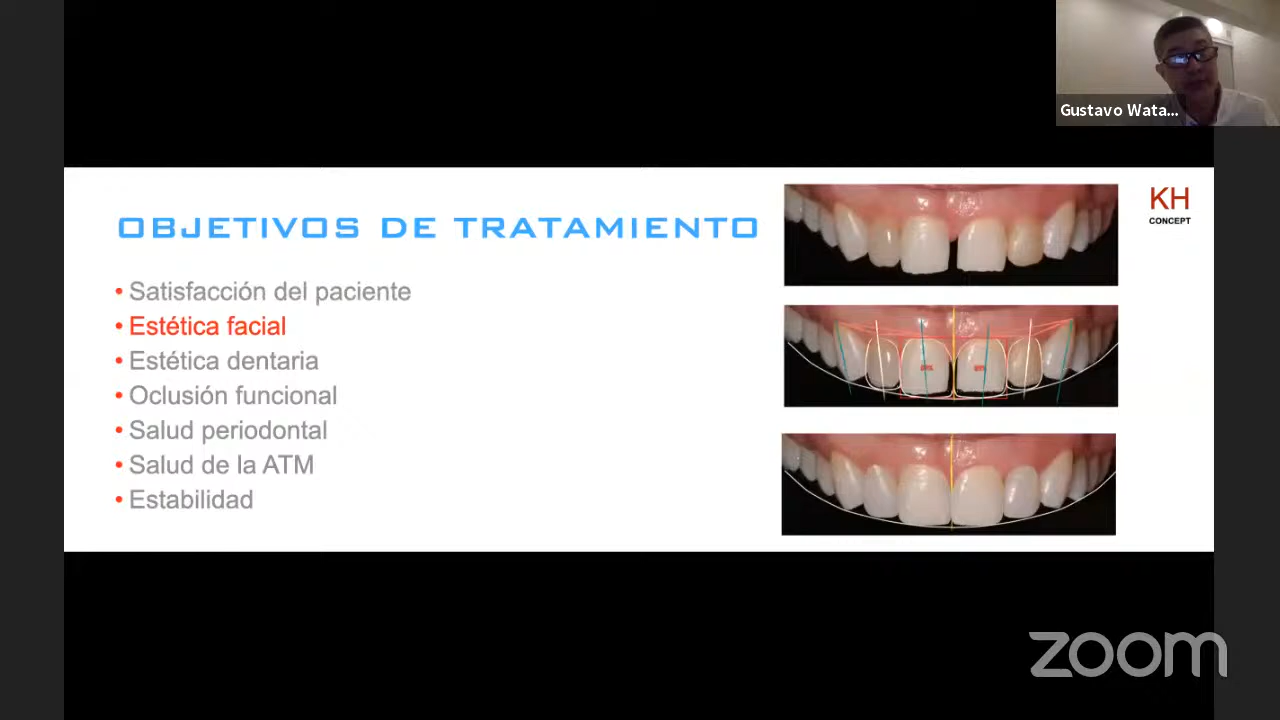 Gustavo Wata...
KH
CONCEPT
OBJETIVOS DE TRATAMIENTO
• Satisfacción del paciente
• Estética facial
• Estética dentaria
• Oclusión funcional
• Salud periodontal
• Salud de la ATM
• Estabilidad
zoom